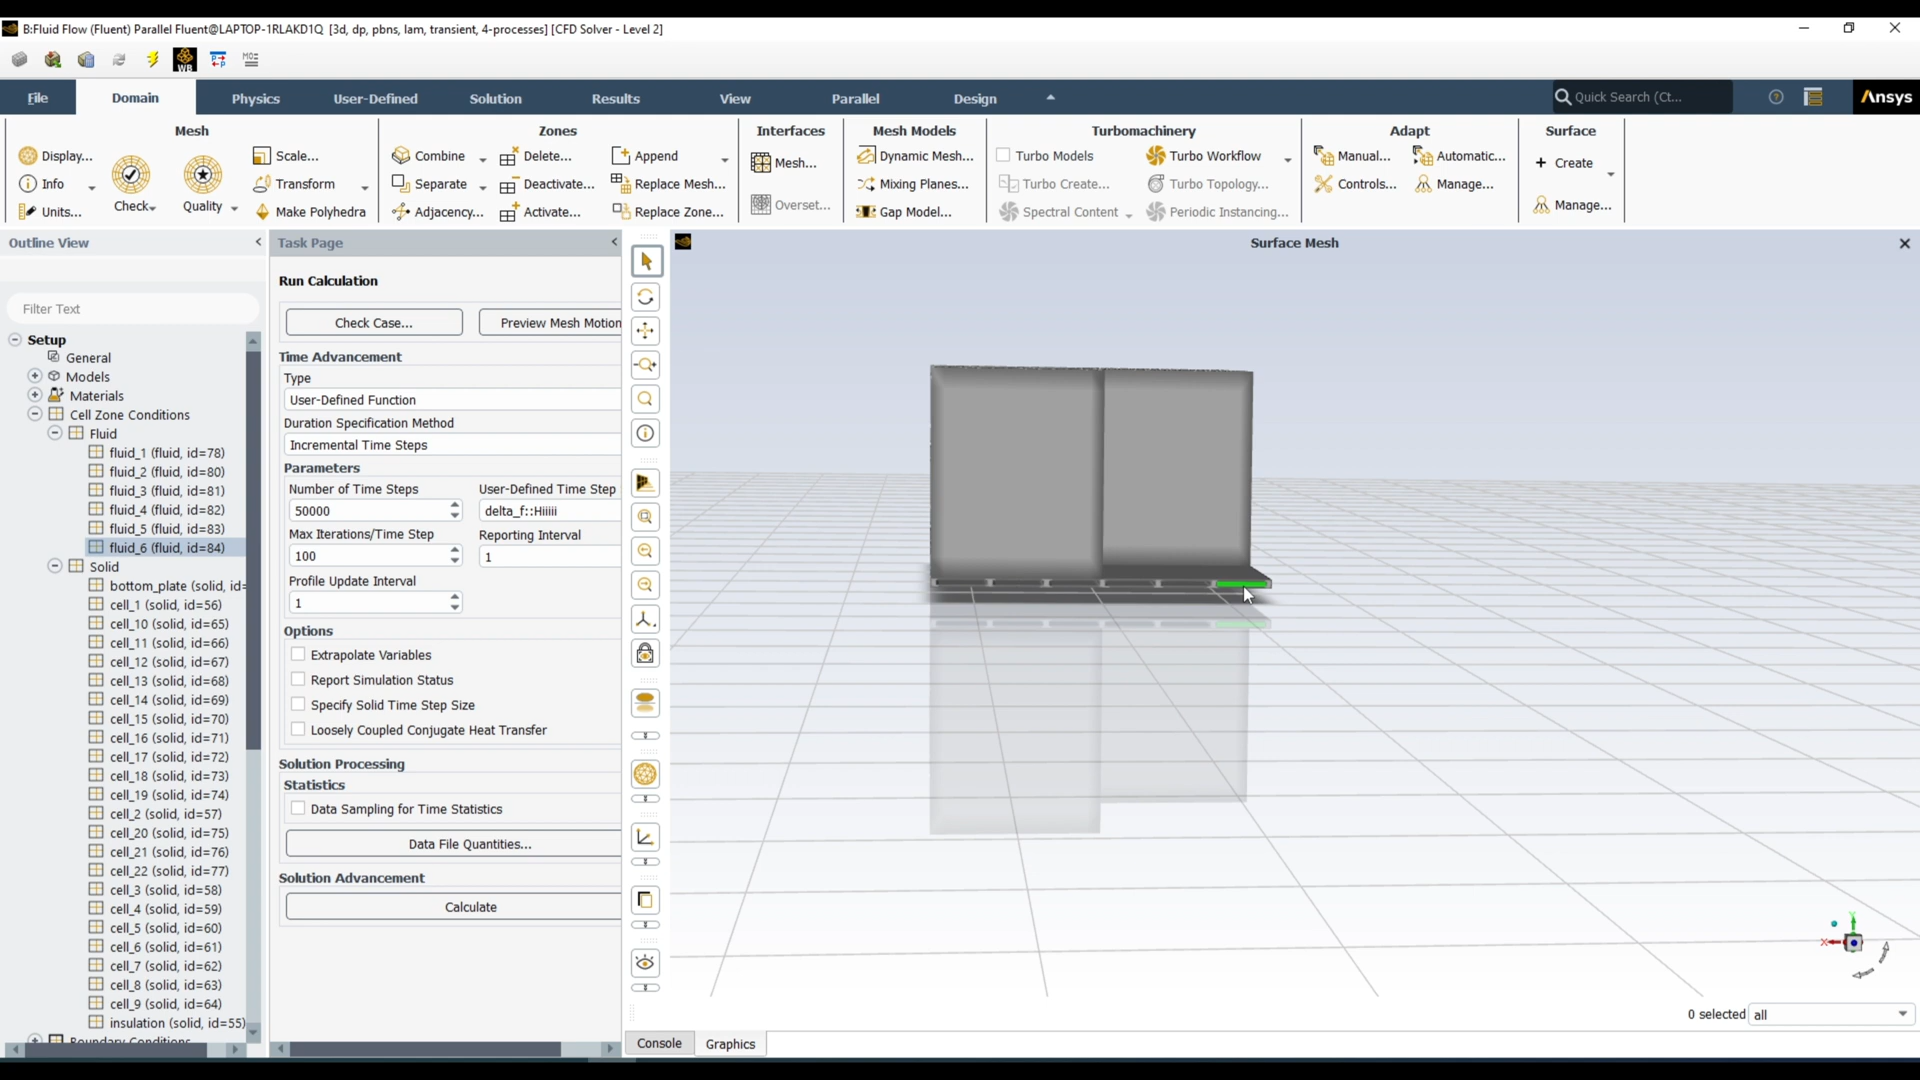 B:Fluid Flow (Fluent) Parallel Fluent@LAPTOP-1RLAKD1Q [3d, dp, pbns, lam, transient, 4-processes] [CFD Solver - Level 2]
WB
File Domain Physics User-Defined Solution Results View Parallel Design Quick Search (Ct... Ansys
Mesh Zones Interfaces Mesh Models Turbomachinery Adapt Surface
Display... Scale... Combine Delete... Append Mesh... Dynamic Mesh... Turbo Models Turbo Workflow Manual... Automatic... Create
Info Transform Separate Deactivate... Replace Mesh... Mixing Planes... Turbo Create... Turbo Topology... Controls... Manage...
Units... Check Quality Make Polyhedra Adjacency... Activate... Replace Zone... Overset... Gap Model... Spectral Content Periodic Instancing... Manage...
Outline View
Filter Text
Setup
General
Models
Materials
Cell Zone Conditions
Fluid
fluid_1 (fluid, id=78)
fluid_2 (fluid, id=80)
fluid_3 (fluid, id=81)
fluid_4 (fluid, id=82)
fluid_5 (fluid, id=83)
fluid_6 (fluid, id=84)
Solid
bottom_plate (solid, id=
cell_1 (solid, id=56)
cell_10 (solid, id=65)
cell_11 (solid, id=66)
cell_12 (solid, id=67)
cell_13 (solid, id=68)
cell_14 (solid, id=69)
cell_15 (solid, id=70)
cell_16 (solid, id=71)
cell_17 (solid, id=72)
cell_18 (solid, id=73)
cell_19 (solid, id=74)
cell_2 (solid, id=57)
cell_20 (solid, id=75)
cell_21 (solid, id=76)
cell_22 (solid, id=77)
cell_3 (solid, id=58)
cell_4 (solid, id=59)
cell_5 (solid, id=60)
cell_6 (solid, id=61)
cell_7 (solid, id=62)
cell_8 (solid, id=63)
cell_9 (solid, id=64)
insulation (solid, id=55)
Boundary Conditions
Task Page
Run Calculation
Check Case... Preview Mesh Motion
Time Advancement
Type
User-Defined Function
Duration Specification Method
Incremental Time Steps
Parameters
Number of Time Steps User-Defined Time Step
50000 delta_f::Hiiiii
Max Iterations/Time Step Reporting Interval
100 1
Profile Update Interval
1
Options
Extrapolate Variables
Report Simulation Status
Specify Solid Time Step Size
Loosely Coupled Conjugate Heat Transfer
Solution Processing
Statistics
Data Sampling for Time Statistics
Data File Quantities...
Solution Advancement
Calculate
Surface Mesh
Y
X
0 selected all
Console Graphics